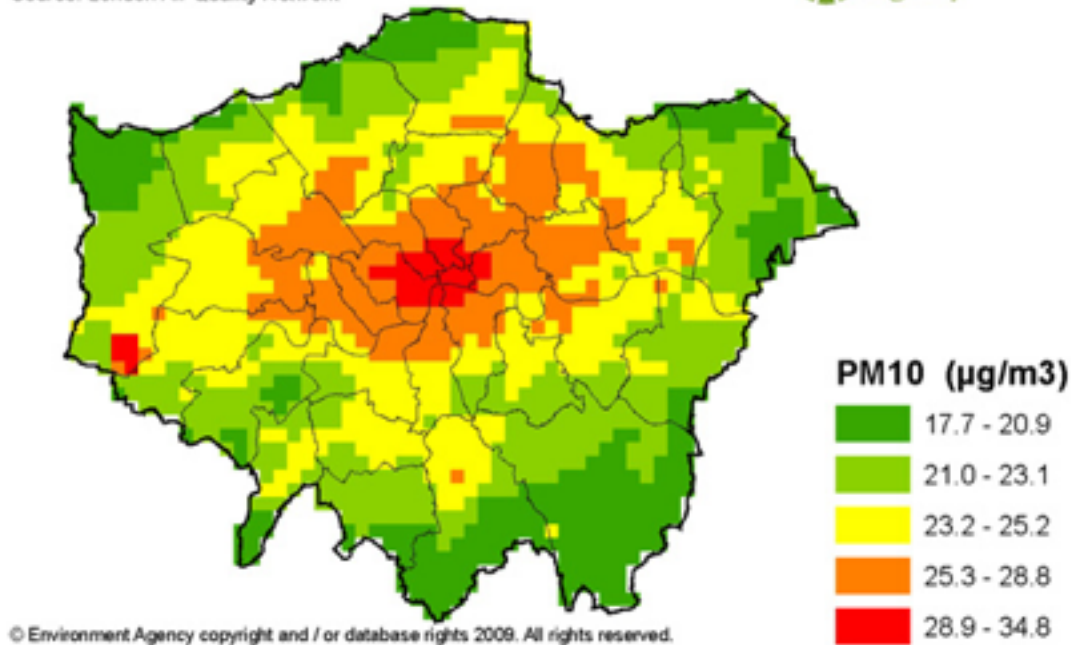 PM10 (µg/m3)
17.7 - 20.9
21.0 - 23.1
23.2 - 25.2
25.3 - 28.8
28.9 - 34.8
© Environment Agency copyright and / or database rights 2009. All rights reserved.